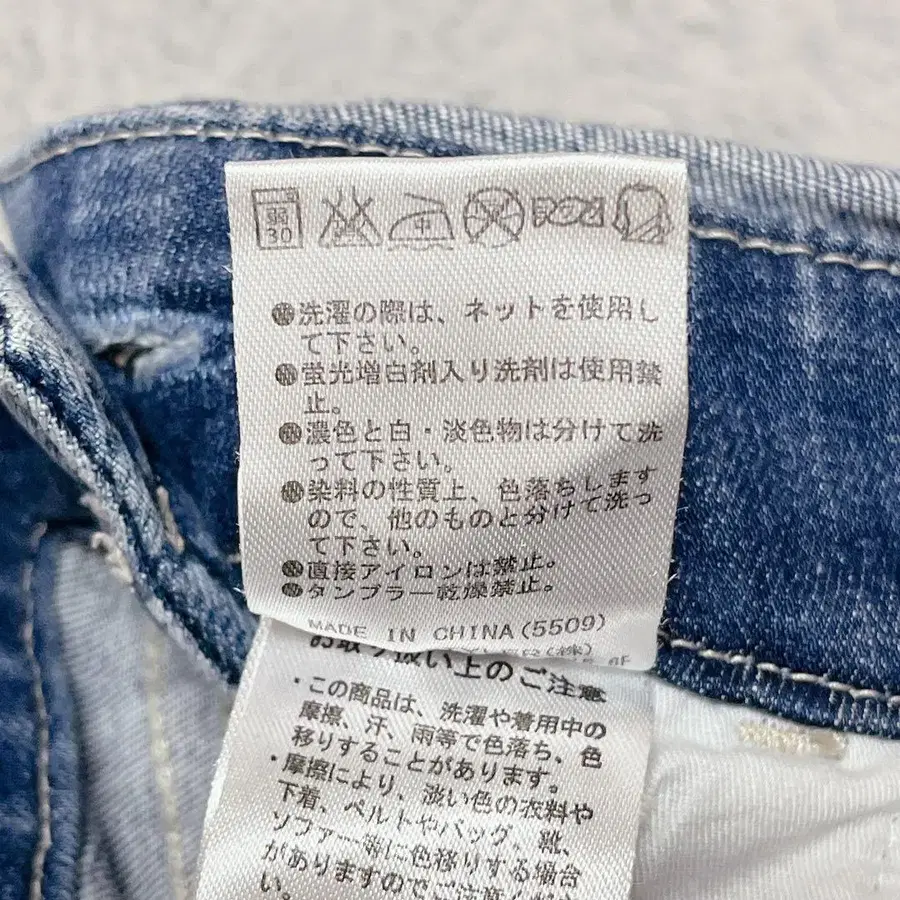 弱
30
中
洗濯の際は、ネットを使用し
て下さい。
蛍光増白剤入り洗剤は使用禁
止。
濃色と白・淡色物は分けて洗
って下さい。
染料の性質上、色落ちします
ので、他のものと分けて洗っ
て下さい。
直接アイロンは禁止。
タンブラー乾燥禁止。
MADE IN CHINA(5509)
(株)
6F
お取り扱い上のご注意
・この商品は、洗濯や着用中の
摩擦、汗、雨等で色落ち、色
移りすることがあります。
・摩擦により、淡い色の衣料や
下着、ベルトやバッグ、靴、
ソファー等に色移りする場合
がありますのでご注意
い。